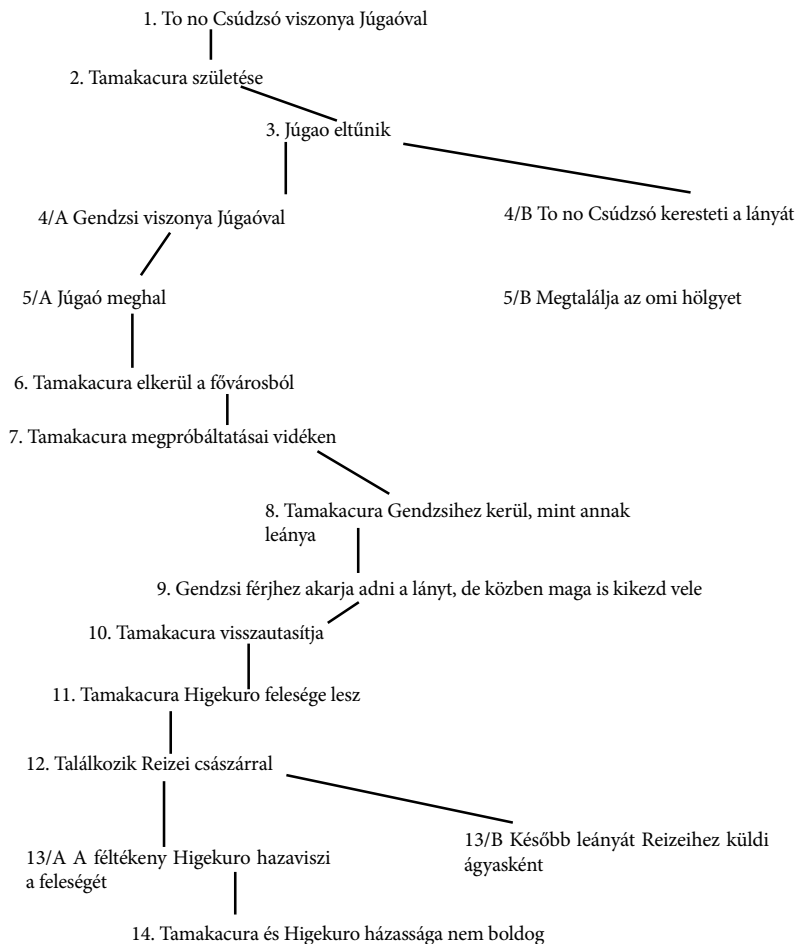 1. To no Csúdzsó viszonya Júgaóval
2. Tamakacura születése
3. Júgao eltűnik
4/A Gendzsi viszonya Júgaóval
4/B To no Csúdzsó keresteti a lányát
5/A Júgaó meghal
5/B Megtalálja az omi hölgyet
6. Tamakacura elkerül a fővárosból
7. Tamakacura megpróbáltatásai vidéken
8. Tamakacura Gendzsihez kerül, mint annak
leánya
9. Gendzsi férjhez akarja adni a lányt, de közben maga is kikezd vele
10. Tamakacura visszautasítja
11. Tamakacura Higekuro felesége lesz
12. Találkozik Reizei császárral
13/A A féltékeny Higekuro hazaviszi
a feleségét
13/B Később leányát Reizeihez küldi
ágyasként
14. Tamakacura és Higekuro házassága nem boldog